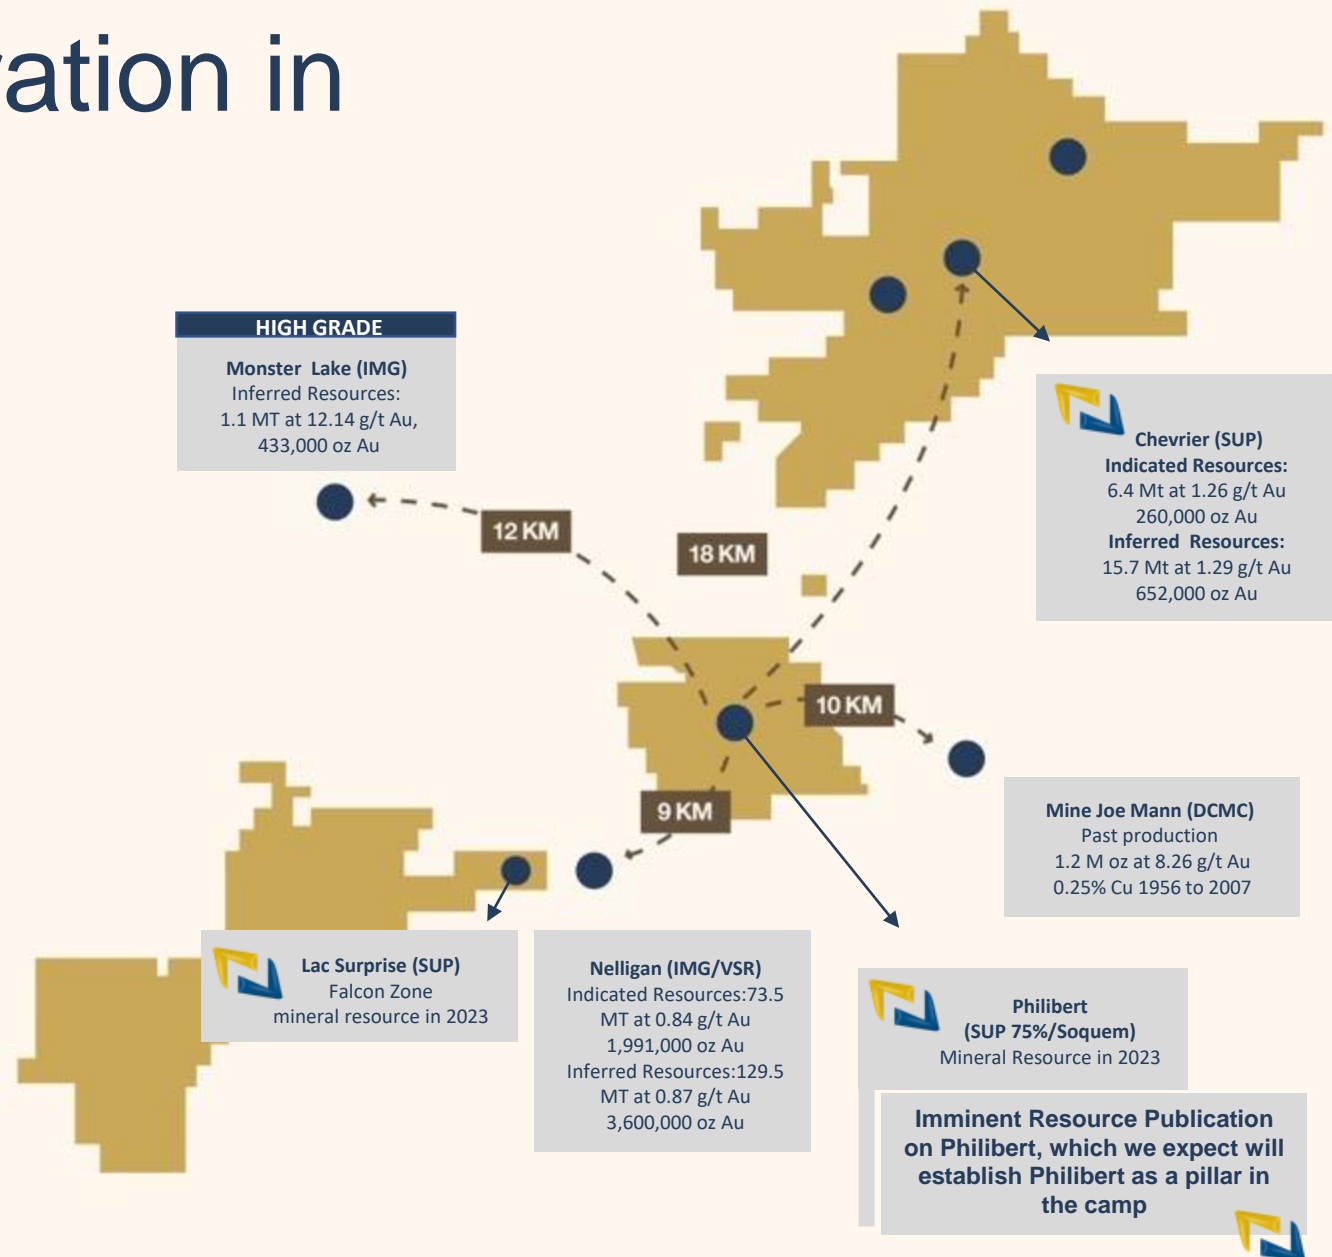 ration in
HIGH GRADE
Monster Lake (IMG)
Inferred Resources:
1.1 MT at 12.14 g/t Au,
433,000 oz Au
12 KM
18 KM
Chevrier (SUP)
Indicated Resources:
6.4 Mt at 1.26 g/t Au
260,000 oz Au
Inferred Resources:
15.7 Mt at 1.29 g/t Au
652,000 oz Au
10 KM
9 KM
Mine Joe Mann (DCMC)
Past production
1.2 M oz at 8.26 g/t Au
0.25% Cu 1956 to 2007
Lac Surprise (SUP)
Falcon Zone
mineral resource in 2023
Nelligan (IMG/VSR)
Indicated Resources:73.5
MT at 0.84 g/t Au
1,991,000 oz Au
Inferred Resources:129.5
MT at 0.87 g/t Au
3,600,000 oz Au
Philibert
(SUP 75%/Soquem)
Mineral Resource in 2023
Imminent Resource Publication
on Philibert, which we expect will
establish Philibert as a pillar in
the camp